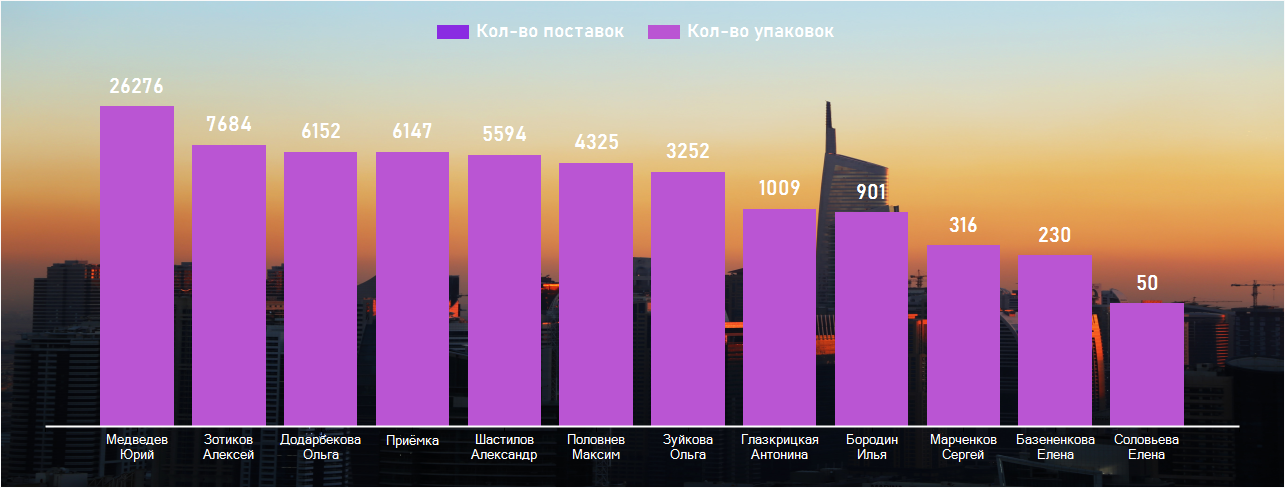 Кол-во поставок Кол-во упаковок
26276
7684
6152
6147
5594
4325
3252
1009
901
316
230
50
Медведев
Юрий
Зотиков
Алексей
Додарбекова
Ольга
Приёмка
Шастилов
Александр
Половнев
Максим
Зуйкова
Ольга
Глазкрицкая
Антонина
Бородин
Илья
Марченков
Сергей
Базененкова
Елена
Соловьева
Елена